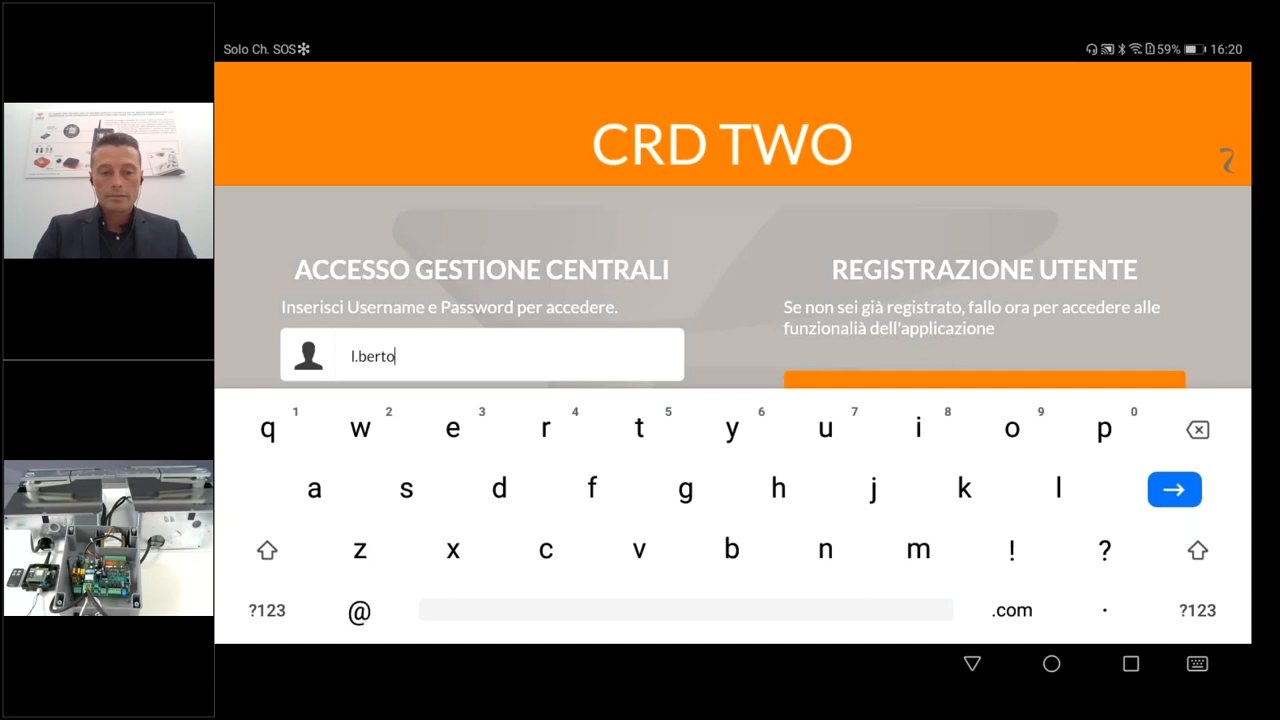 Solo Ch. SOS✻
59% 16:20
CRD TWO
ACCESSO GESTIONE CENTRALI
Inserisci Username e Password per accedere.
l.berto
REGISTRAZIONE UTENTE
Se non sei già registrato, fallo ora per accedere alle
funzionalià dell'applicazione
1 2 3 4 5 6 7 8 9 0
q w e r t y u i o p
a s d f g h j k l
z x c v b n m ! ?
?123 @ .com . ?123